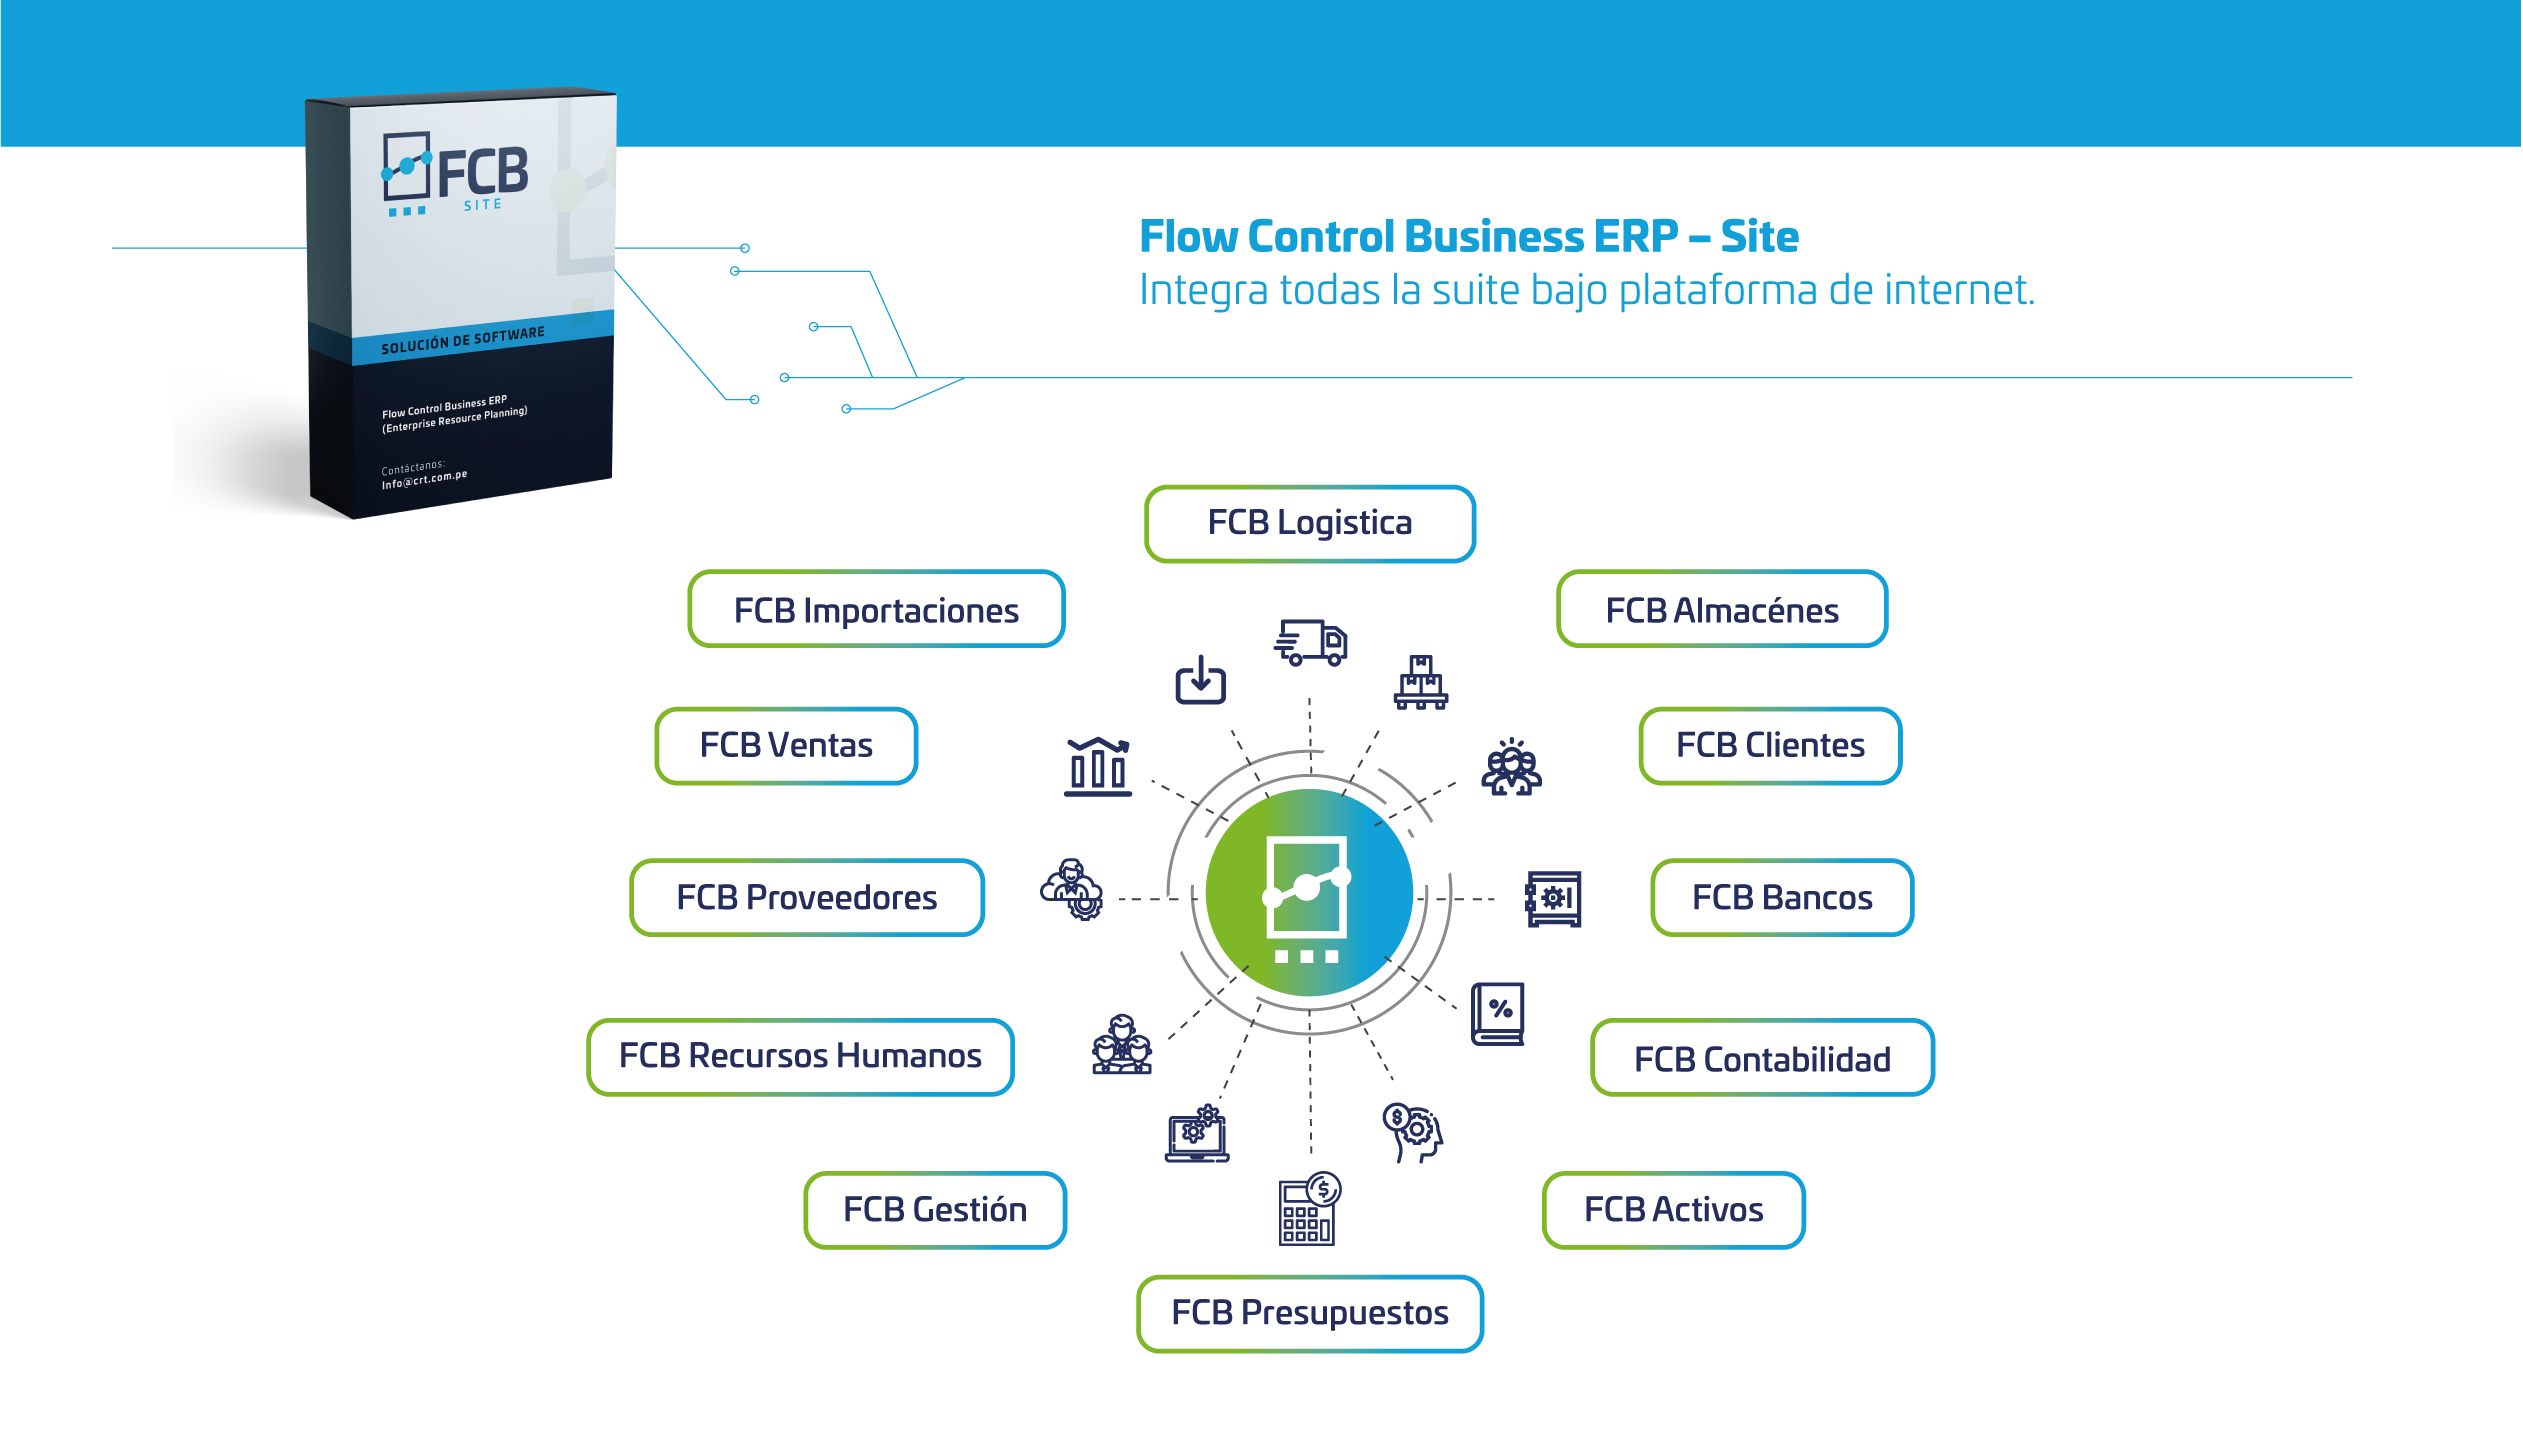 FCB
SITE
SOLUCIÓN DE SOFTWARE
Flow Control Business ERP
(Enterprise Resource Planning)
Contáctanos:
Info@crt.com.pe
Flow Control Business ERP – Site
Integra todas la suite bajo plataforma de internet.
FCB Logistica
FCB Importaciones
FCB Almacénes
FCB Ventas
FCB Clientes
FCB Proveedores
FCB Bancos
FCB Recursos Humanos
FCB Contabilidad
FCB Gestión
FCB Activos
FCB Presupuestos